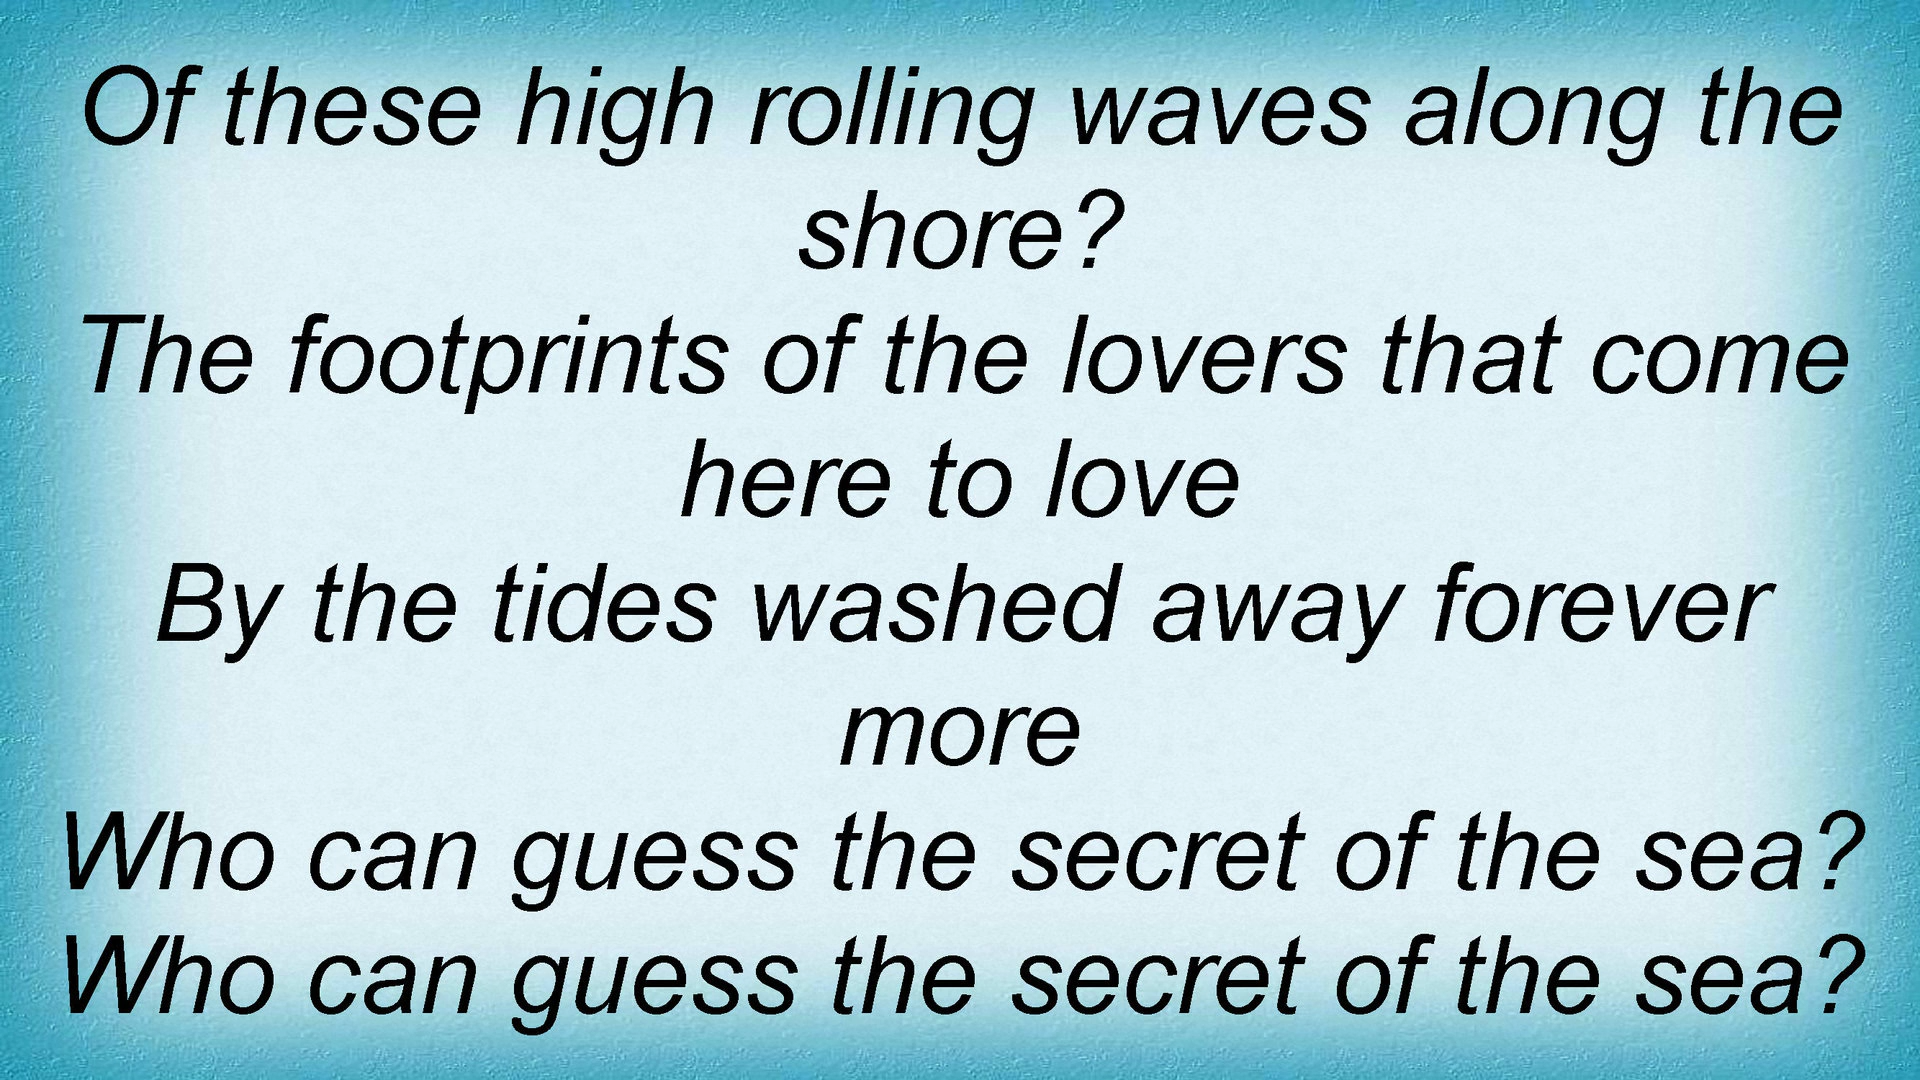 Of these high rolling waves along the
shore?
The footprints of the lovers that come
here to love
By the tides washed away forever
more
Who can guess the secret of the sea?
Who can guess the secret of the sea?